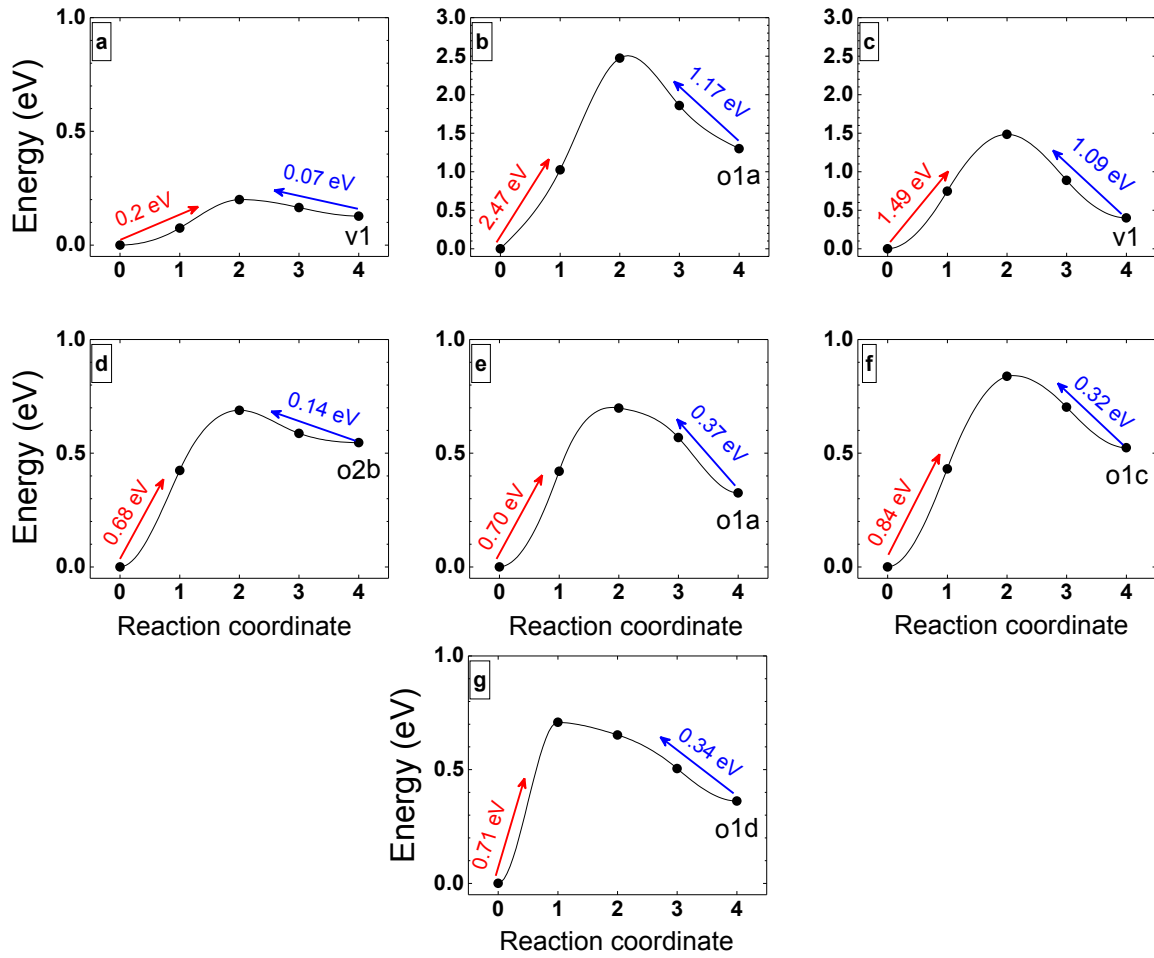 a
b
c
Energy (eV)
1.0
0.5
0.0
0.2 eV
0.07 eV
v1
0 1 2 3 4
3.0
2.5
2.0
1.5
1.0
0.5
0.0
2.47 eV
1.17 eV
o1a
0 1 2 3 4
3.0
2.5
2.0
1.5
1.0
0.5
0.0
1.49 eV
1.09 eV
v1
0 1 2 3 4
d
Energy (eV)
1.0
0.5
0.0
0.68 eV
0.14 eV
o2b
0 1 2 3 4
Reaction coordinate
e
1.0
0.5
0.0
0.70 eV
0.37 eV
o1a
0 1 2 3 4
Reaction coordinate
f
1.0
0.5
0.0
0.84 eV
0.32 eV
o1c
0 1 2 3 4
Reaction coordinate
g
Energy (eV)
1.0
0.5
0.0
0.71 eV
0.34 eV
o1d
0 1 2 3 4
Reaction coordinate